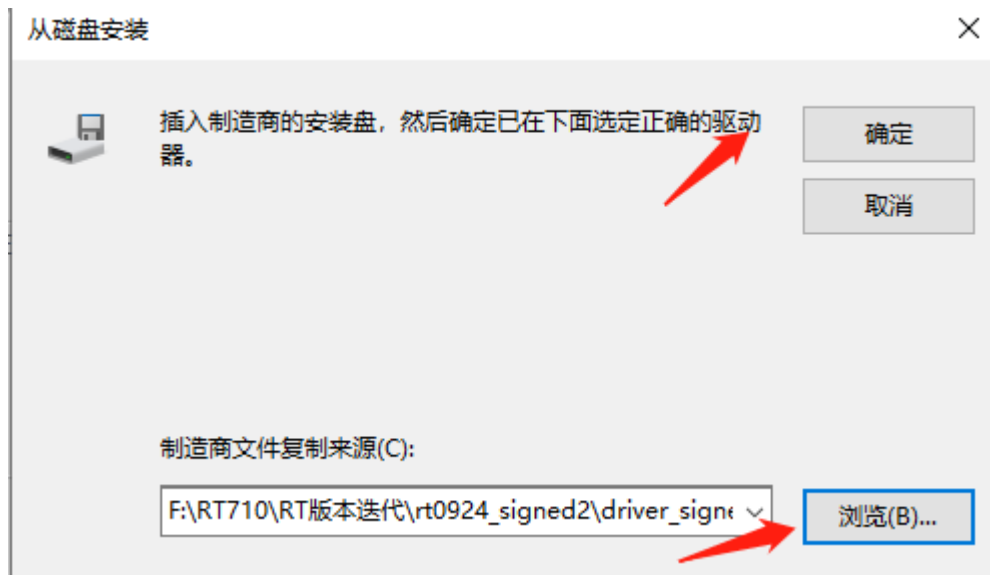 从磁盘安装
插入制造商的安装盘，然后确定已在下面选定正确的驱动
器。
确定
取消
制造商文件复制来源(C):
F:\RT710\RT版本迭代\rt0924_signed2\driver_signe
浏览(B)...